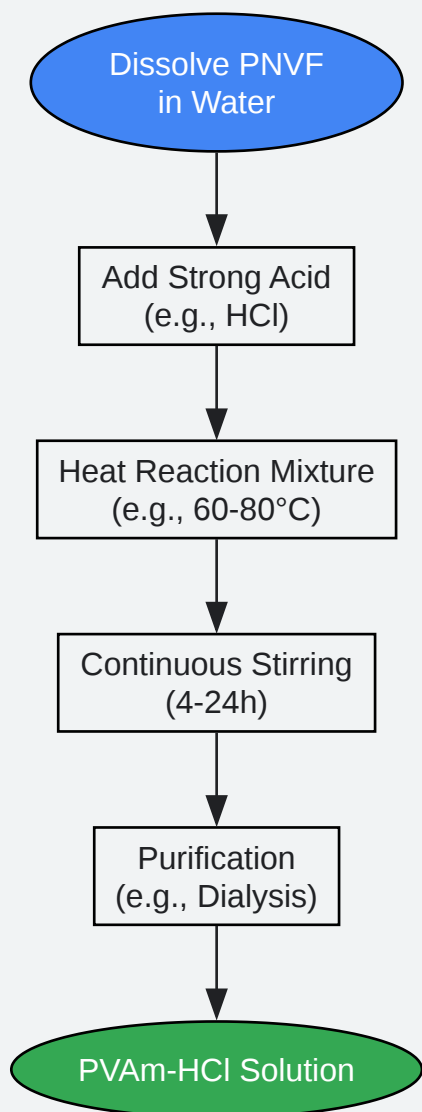 Dissolve PNVF
in Water
Add Strong Acid
(e.g., HCl)
Heat Reaction Mixture
(e.g., 60-80°C)
Continuous Stirring
(4-24h)
Purification
(e.g., Dialysis)
PVAm-HCl Solution